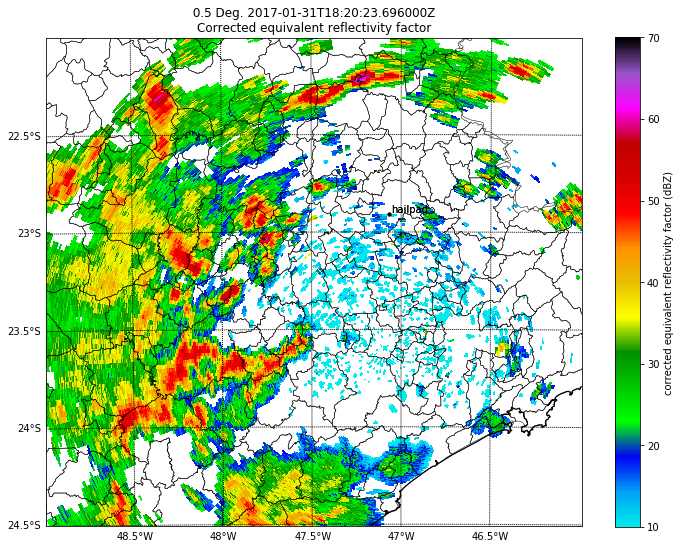 0.5 Deg. 2017-01-31T18:20:23.696000Z
Corrected equivalent reflectivity factor
22.5°S
23°S
23.5°S
24°S
24.5°S
48.5°W
48°W
47.5°W
47°W
46.5°W
hailpad
70
60
50
40
30
20
10
corrected equivalent reflectivity factor (dBZ)